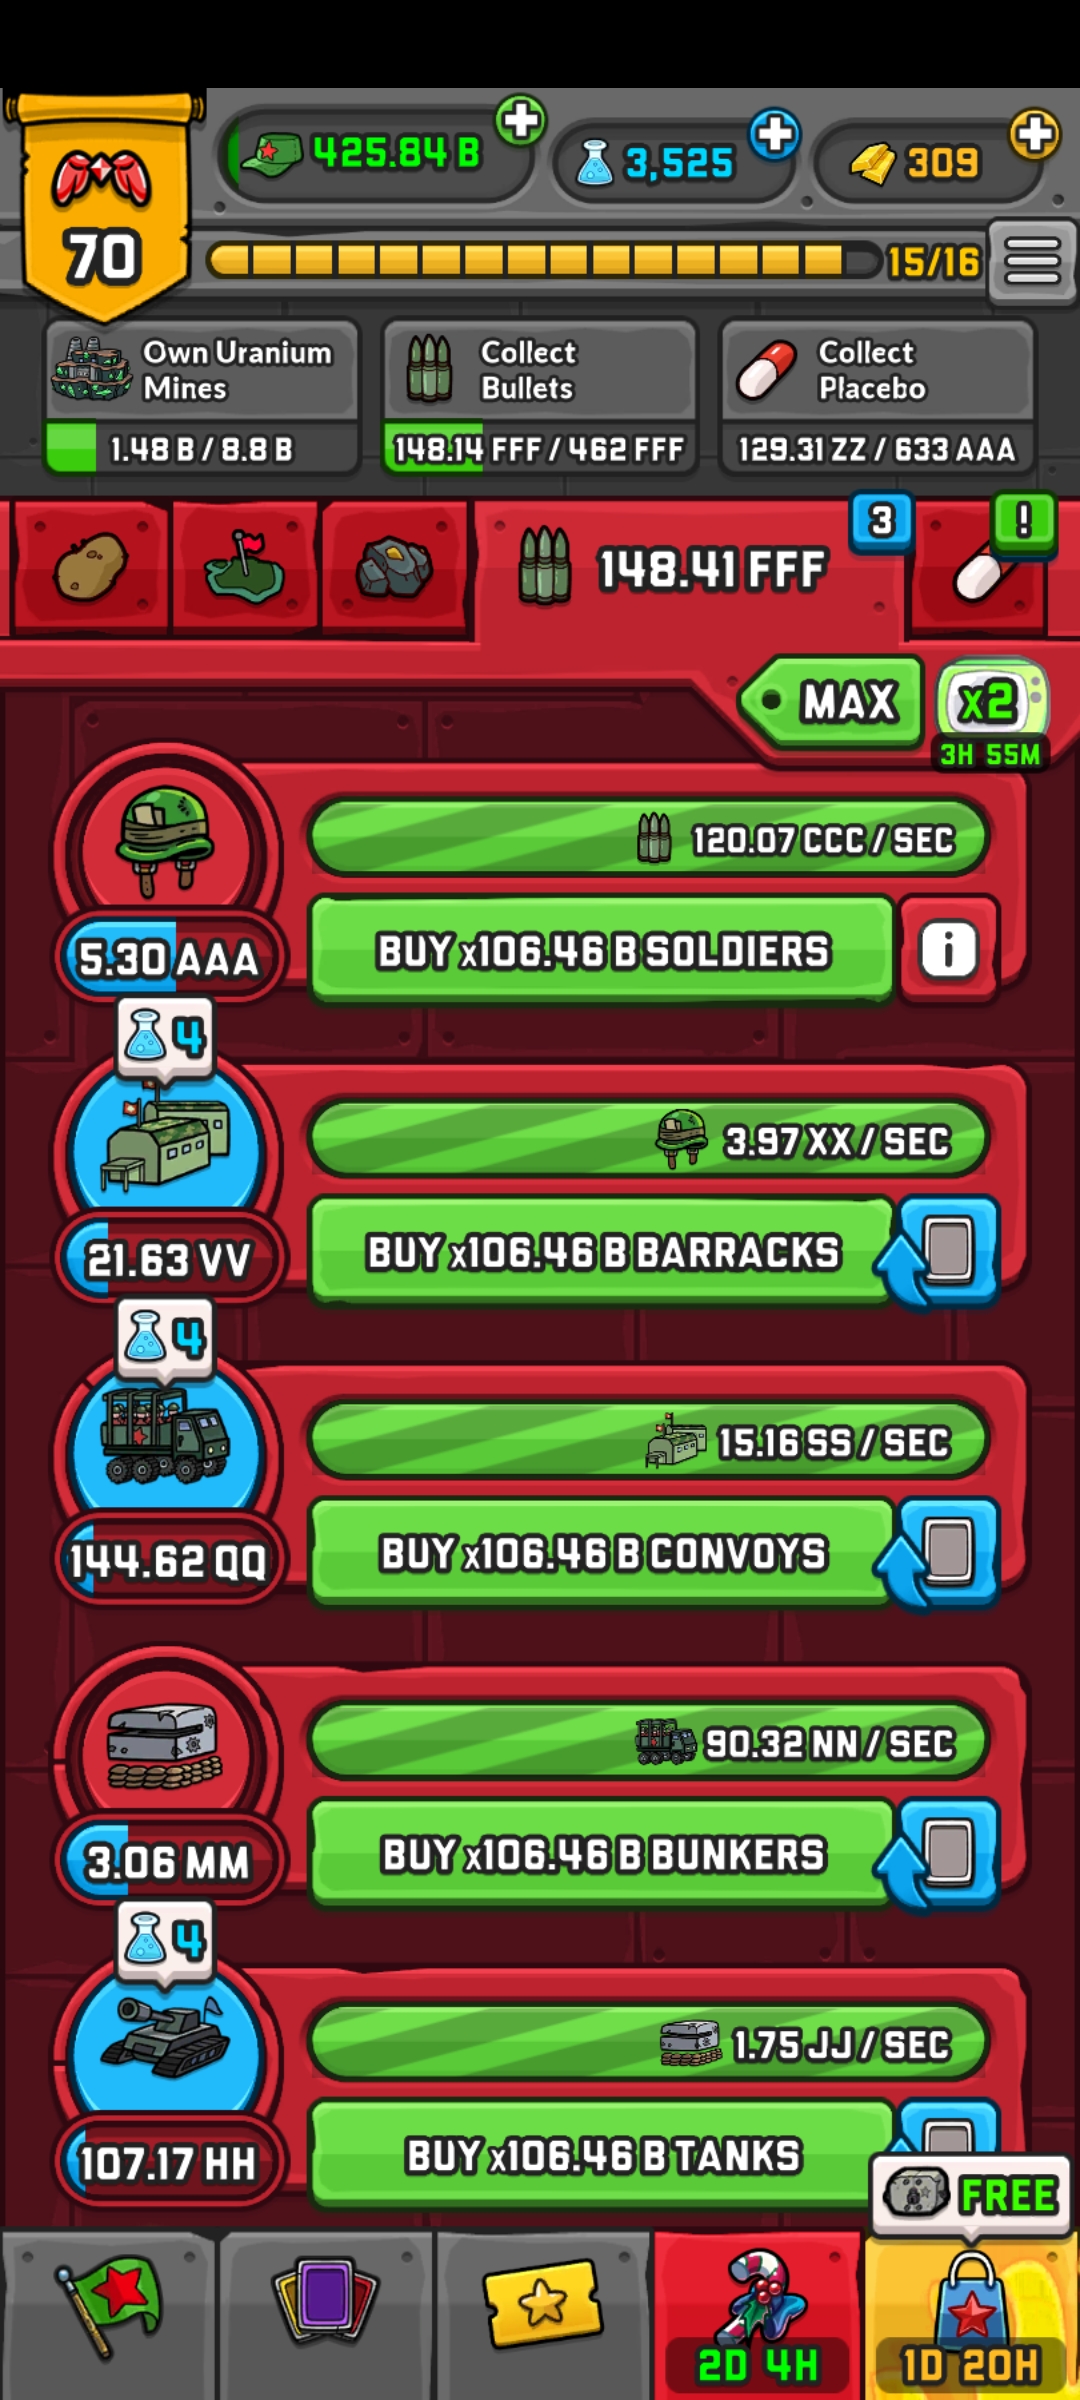 425.84 B
3,525
309
70
15/16
Own Uranium
Mines
1.48 B / 8.8 B
Collect
Bullets
148.14 FFF / 462 FFF
Collect
Placebo
129.31 ZZ / 633 AAA
148.41 FFF
3
!
MAX
x2
3H 55M
120.07 CCC / SEC
5.30 AAA
BUY x106.46 B SOLDIERS
i
4
3.97 XX / SEC
21.63 VV
BUY x106.46 B BARRACKS
4
15.16 SS / SEC
144.62 QQ
BUY x106.46 B CONVOYS
90.32 NN / SEC
3.06 MM
BUY x106.46 B BUNKERS
4
1.75 JJ / SEC
107.17 HH
BUY x106.46 B TANKS
FREE
2D 4H
1D 20H